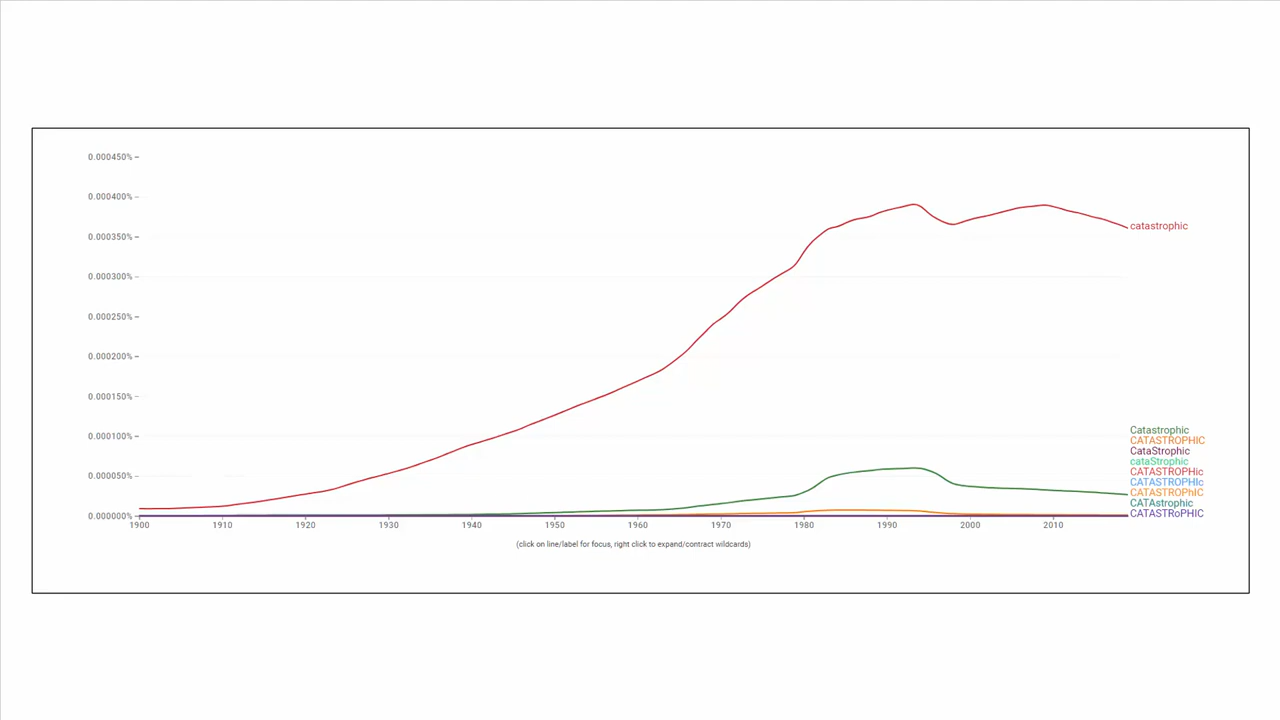 0.000450%
0.000400%
0.000350%
0.000300%
0.000250%
0.000200%
0.000150%
0.000100%
0.000050%
0.000000%
1900 1910 1920 1930 1940 1950 1960 1970 1980 1990 2000 2010
(click on line/label for focus, right click to expand/contract wildcards)
catastrophic
Catastrophic
CATASTROPHIC
CataStrophic
cataStrophic
CATASTROPHIc
CATASTROPHIc
CATASTROPhIC
CATAstrophic
CATASTRoPHIC